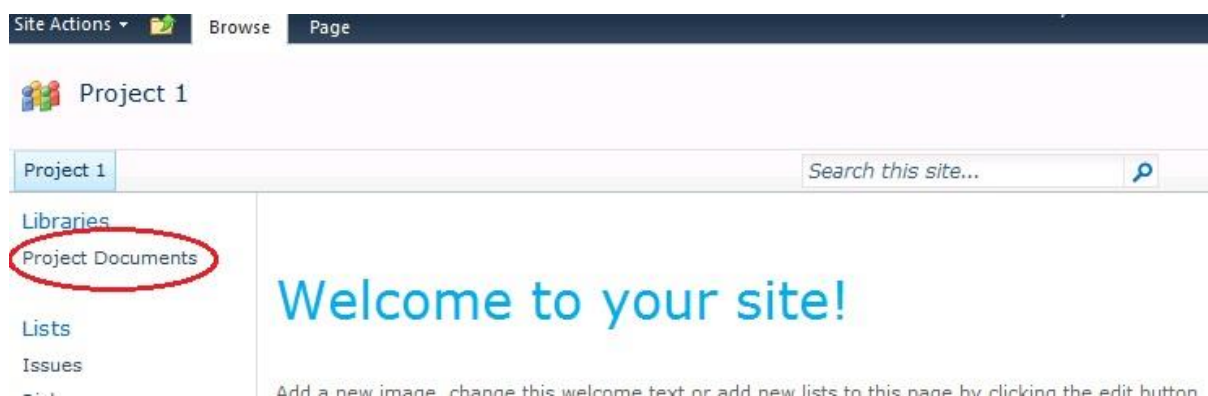 Site Actions Browse Page
Project 1
Project 1 Search this site...
Libraries
Project Documents
Welcome to your site!
Lists
Issues
Add a new image, change this welcome text or add new lists to this page by clicking the edit button